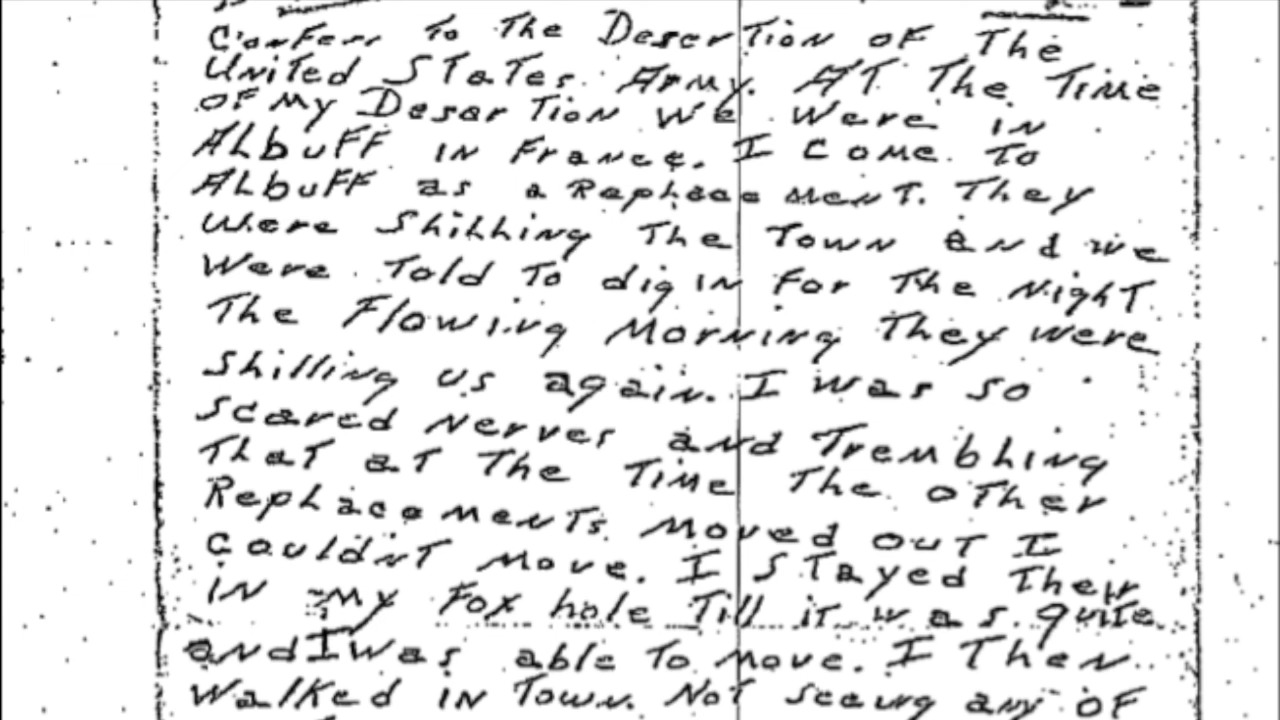 Confess to The Desertion of The
United States Army. AT The Time
of my Desertion we were in
Albuff in France. I come to
Albuff as a Replacement. They
were shilling the Town and we
were told to dig in for the night
The flowing morning they were
shilling us again. I was so
scared nerves and trembling
that at the time the other
Replacements moved out I
couldnt move. I stayed their
in my fox hole till it was quite
and I was able to move. I then
walked in town. Not seeing any of